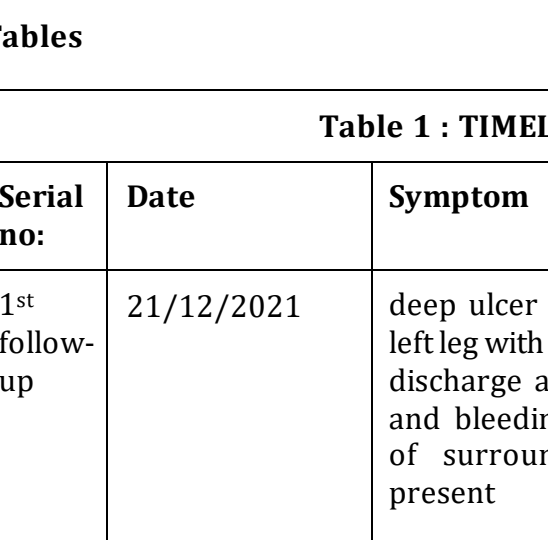 Tables
Table 1 : TIMEL
Serial no:
Date
Symptom
1st follow-up
21/12/2021
deep ulcer
left leg with
discharge a
and bleedin
of surroun
present